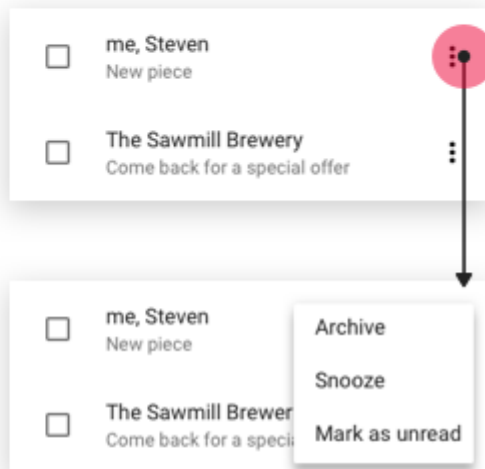 me, Steven
New piece
The Sawmill Brewery
Come back for a special offer
me, Steven
New piece
Archive
Snooze
The Sawmill Brewer
Come back for a specia
Mark as unread